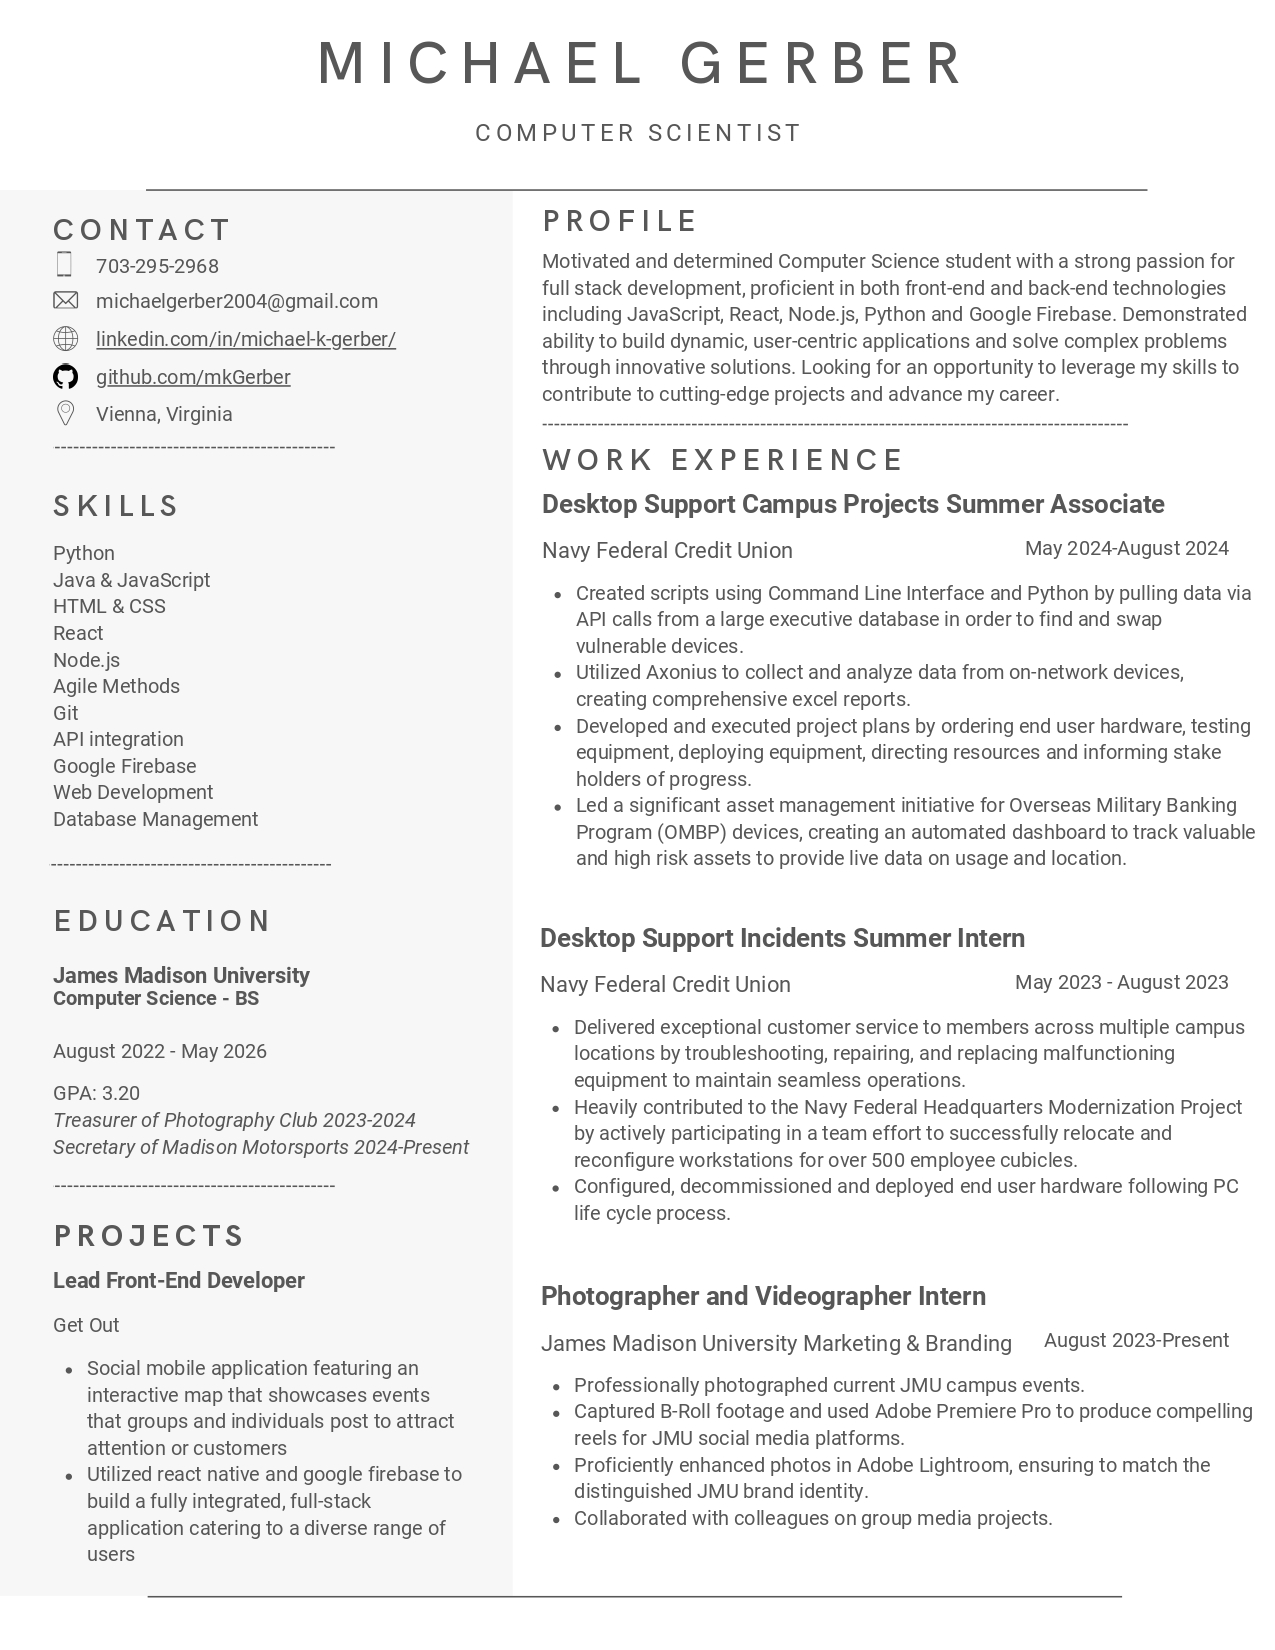 MICHAEL GERBER
COMPUTER SCIENTIST
CONTACT
703-295-2968
michaelgerber2004@gmail.com
linkedin.com/in/michael-k-gerber/
github.com/mkGerber
Vienna, Virginia
---------------------------------------------
SKILLS
Python
Java & JavaScript
HTML & CSS
React
Node.js
Agile Methods
Git
API integration
Google Firebase
Web Development
Database Management
---------------------------------------------
EDUCATION
James Madison University
Computer Science - BS
August 2022 - May 2026
GPA: 3.20
Treasurer of Photography Club 2023-2024
Secretary of Madison Motorsports 2024-Present
---------------------------------------------
PROJECTS
Lead Front-End Developer
Get Out
• Social mobile application featuring an
interactive map that showcases events
that groups and individuals post to attract
attention or customers
• Utilized react native and google firebase to
build a fully integrated, full-stack
application catering to a diverse range of
users
PROFILE
Motivated and determined Computer Science student with a strong passion for
full stack development, proficient in both front-end and back-end technologies
including JavaScript, React, Node.js, Python and Google Firebase. Demonstrated
ability to build dynamic, user-centric applications and solve complex problems
through innovative solutions. Looking for an opportunity to leverage my skills to
contribute to cutting-edge projects and advance my career.
----------------------------------------------------------------------------------------------
WORK EXPERIENCE
Desktop Support Campus Projects Summer Associate
Navy Federal Credit Union May 2024-August 2024
• Created scripts using Command Line Interface and Python by pulling data via
API calls from a large executive database in order to find and swap
vulnerable devices.
• Utilized Axonius to collect and analyze data from on-network devices,
creating comprehensive excel reports.
• Developed and executed project plans by ordering end user hardware, testing
equipment, deploying equipment, directing resources and informing stake
holders of progress.
• Led a significant asset management initiative for Overseas Military Banking
Program (OMBP) devices, creating an automated dashboard to track valuable
and high risk assets to provide live data on usage and location.
Desktop Support Incidents Summer Intern
Navy Federal Credit Union May 2023 - August 2023
• Delivered exceptional customer service to members across multiple campus
locations by troubleshooting, repairing, and replacing malfunctioning
equipment to maintain seamless operations.
• Heavily contributed to the Navy Federal Headquarters Modernization Project
by actively participating in a team effort to successfully relocate and
reconfigure workstations for over 500 employee cubicles.
• Configured, decommissioned and deployed end user hardware following PC
life cycle process.
Photographer and Videographer Intern
James Madison University Marketing & Branding August 2023-Present
• Professionally photographed current JMU campus events.
• Captured B-Roll footage and used Adobe Premiere Pro to produce compelling
reels for JMU social media platforms.
• Proficiently enhanced photos in Adobe Lightroom, ensuring to match the
distinguished JMU brand identity.
• Collaborated with colleagues on group media projects.